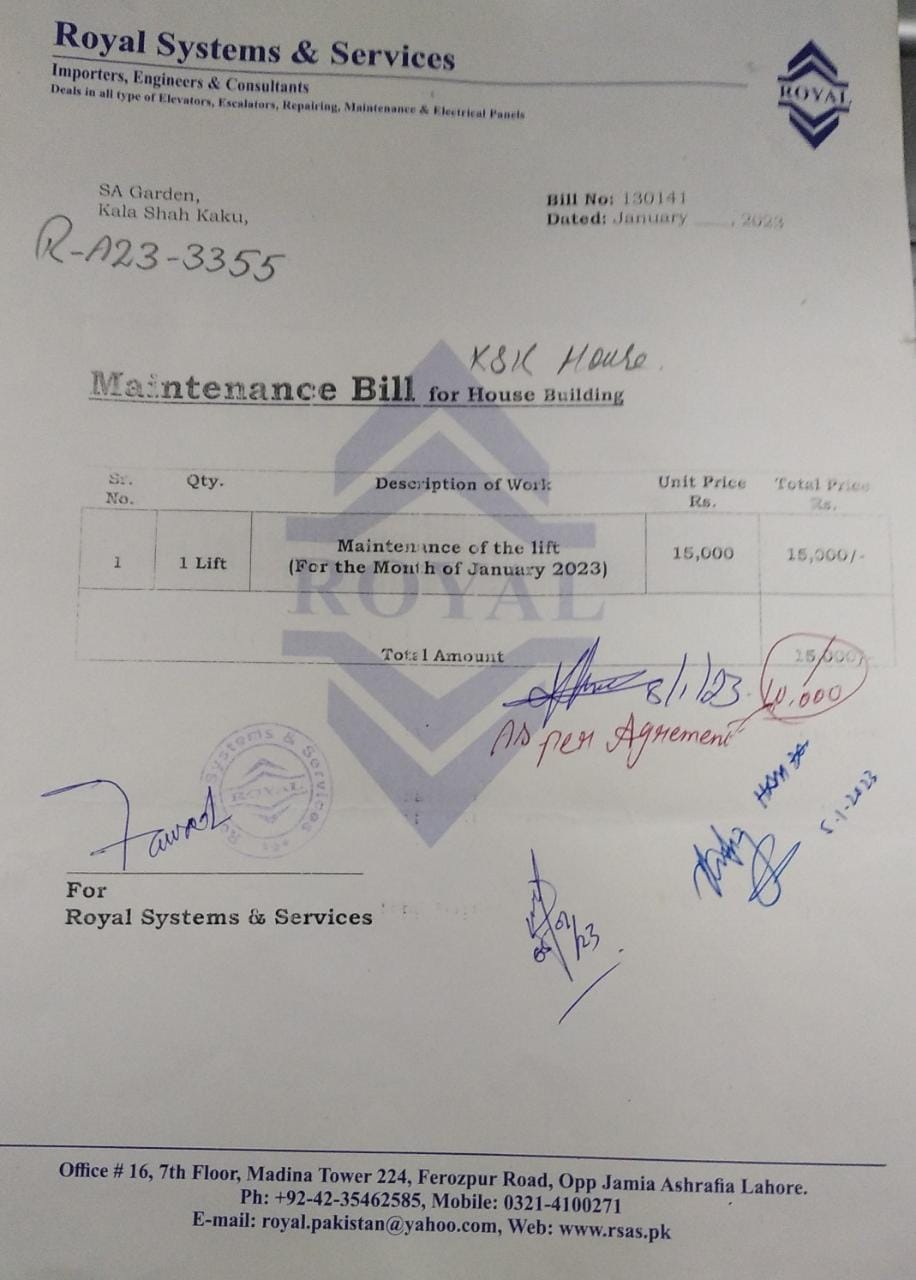 Royal Systems & Services
Importers, Engineers & Consultants
Deals in all type of Elevators, Escalators, Repairing, Maintenance & Electrical Panels
ROYAL
SA Garden,
Kala Shah Kaku,
Bill No: 130141
Dated: January ____, 2023
R-A23-3355
KSK House.
Maintenance Bill for House Building
Sr. No. Qty. Description of Work Unit Price Rs. Total Price Rs.
1 1 Lift Maintenance of the lift (For the Month of January 2023) 15,000 15,000/-
ROYAL
Total Amount 15,000/-
8/1/23 10,000
As per Agrement
Royal Systems & Services
ROYAL
Fawad
5-1-2023
For
Royal Systems & Services
Office # 16, 7th Floor, Madina Tower 224, Ferozpur Road, Opp Jamia Ashrafia Lahore.
Ph: +92-42-35462585, Mobile: 0321-4100271
E-mail: royal.pakistan@yahoo.com, Web: www.rsas.pk